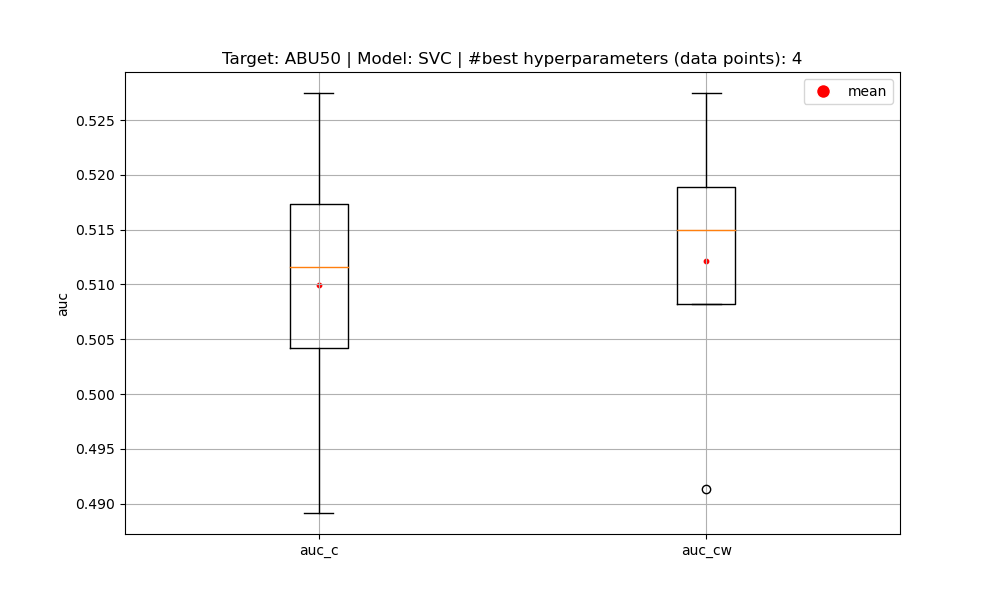 Target: ABU50 | Model: SVC | #best hyperparameters (data points): 4
mean
0.525
0.520
0.515
0.510
0.505
0.500
0.495
0.490
auc
auc_c
auc_cw